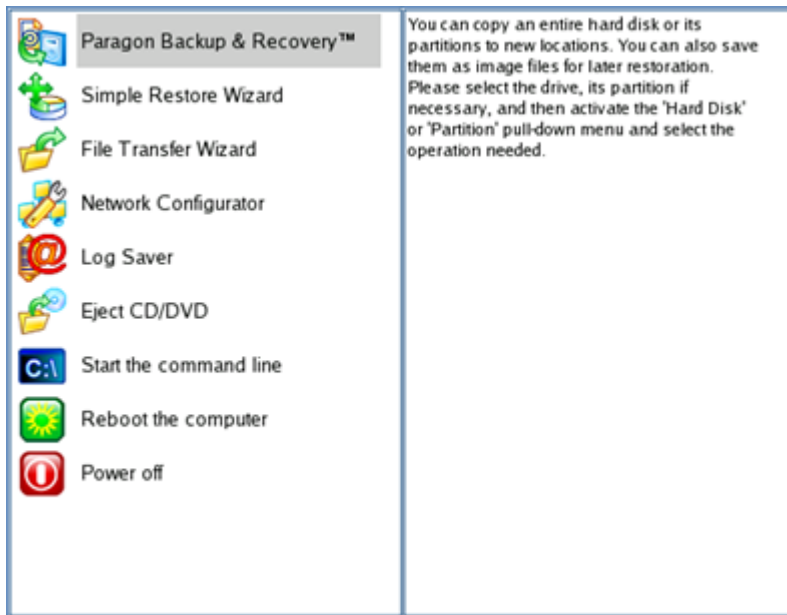 Paragon Backup & Recovery™
Simple Restore Wizard
File Transfer Wizard
Network Configurator
Log Saver
Eject CD/DVD
C:\
Start the command line
Reboot the computer
Power off
You can copy an entire hard disk or its
partitions to new locations. You can also save
them as image files for later restoration.
Please select the drive, its partition if
necessary, and then activate the 'Hard Disk'
or 'Partition' pull-down menu and select the
operation needed.